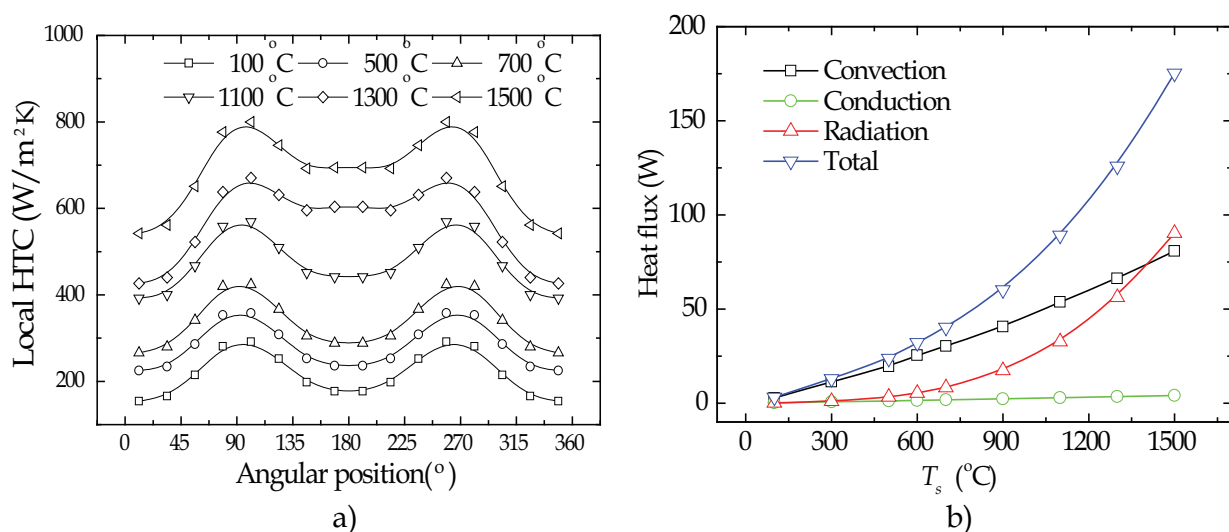 1000
800
600
400
200
Local HTC (W/m²K)
100°C 500°C 700°C
1100°C 1300°C 1500°C
0 45 90 135 180 225 270 315 360
Angular position(°)
a)
200
150
100
50
0
Heat flux (W)
Convection
Conduction
Radiation
Total
0 300 600 900 1200 1500
Ts (°C)
b)